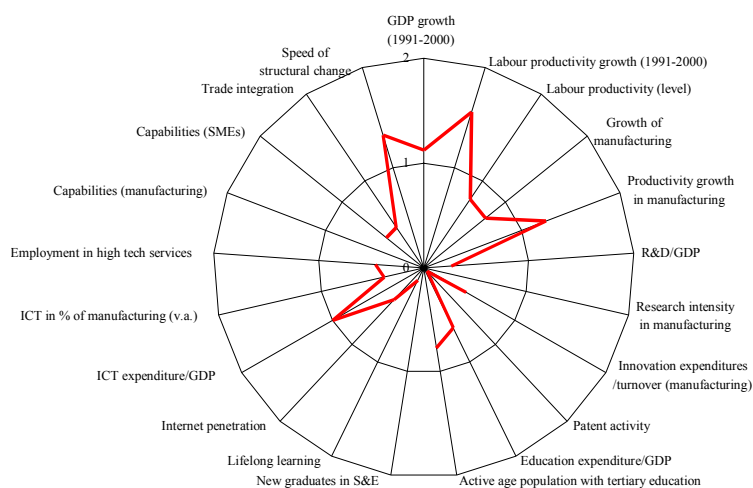 GDP growth
(1991-2000)
2
Speed of
structural change
Labour productivity growth (1991-2000)
Trade integration
Labour productivity (level)
Capabilities (SMEs)
Growth of
manufacturing
1
Capabilities (manufacturing)
Productivity growth
in manufacturing
Employment in high tech services
R&D/GDP
0
ICT in % of manufacturing (v.a.)
Research intensity
in manufacturing
ICT expenditure/GDP
Innovation expenditures
/turnover (manufacturing)
Internet penetration
Patent activity
Lifelong learning
Education expenditure/GDP
New graduates in S&E
Active age population with tertiary education